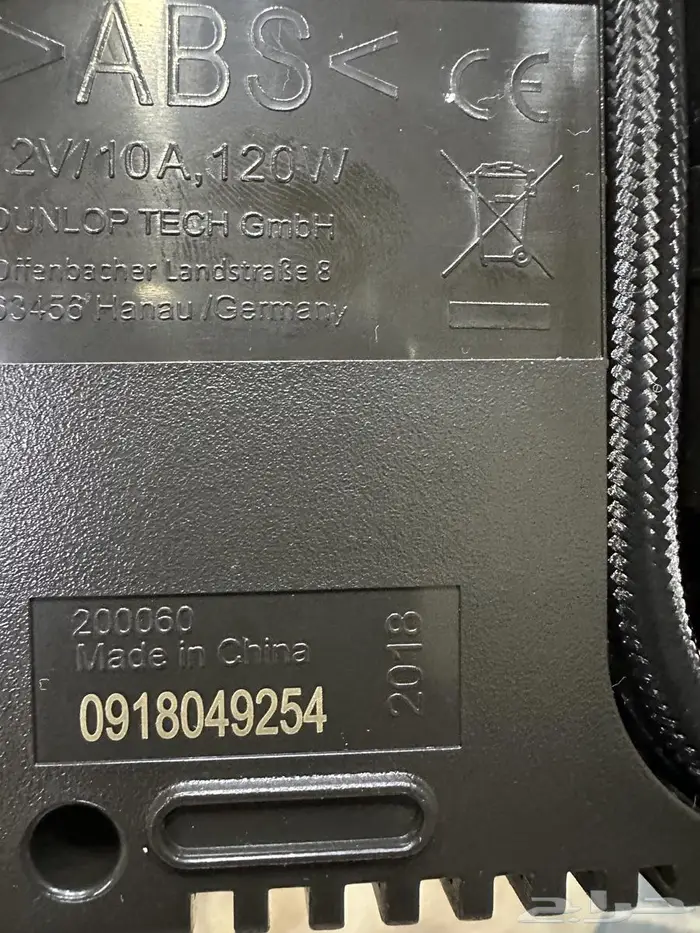 >ABS<
CE
.2V/10A,120W
DUNLOP TECH GmbH
Offenbacher Landstraße 8
63456 Hanau /Germany
200060
Made in China
2018
0918049254
حراج